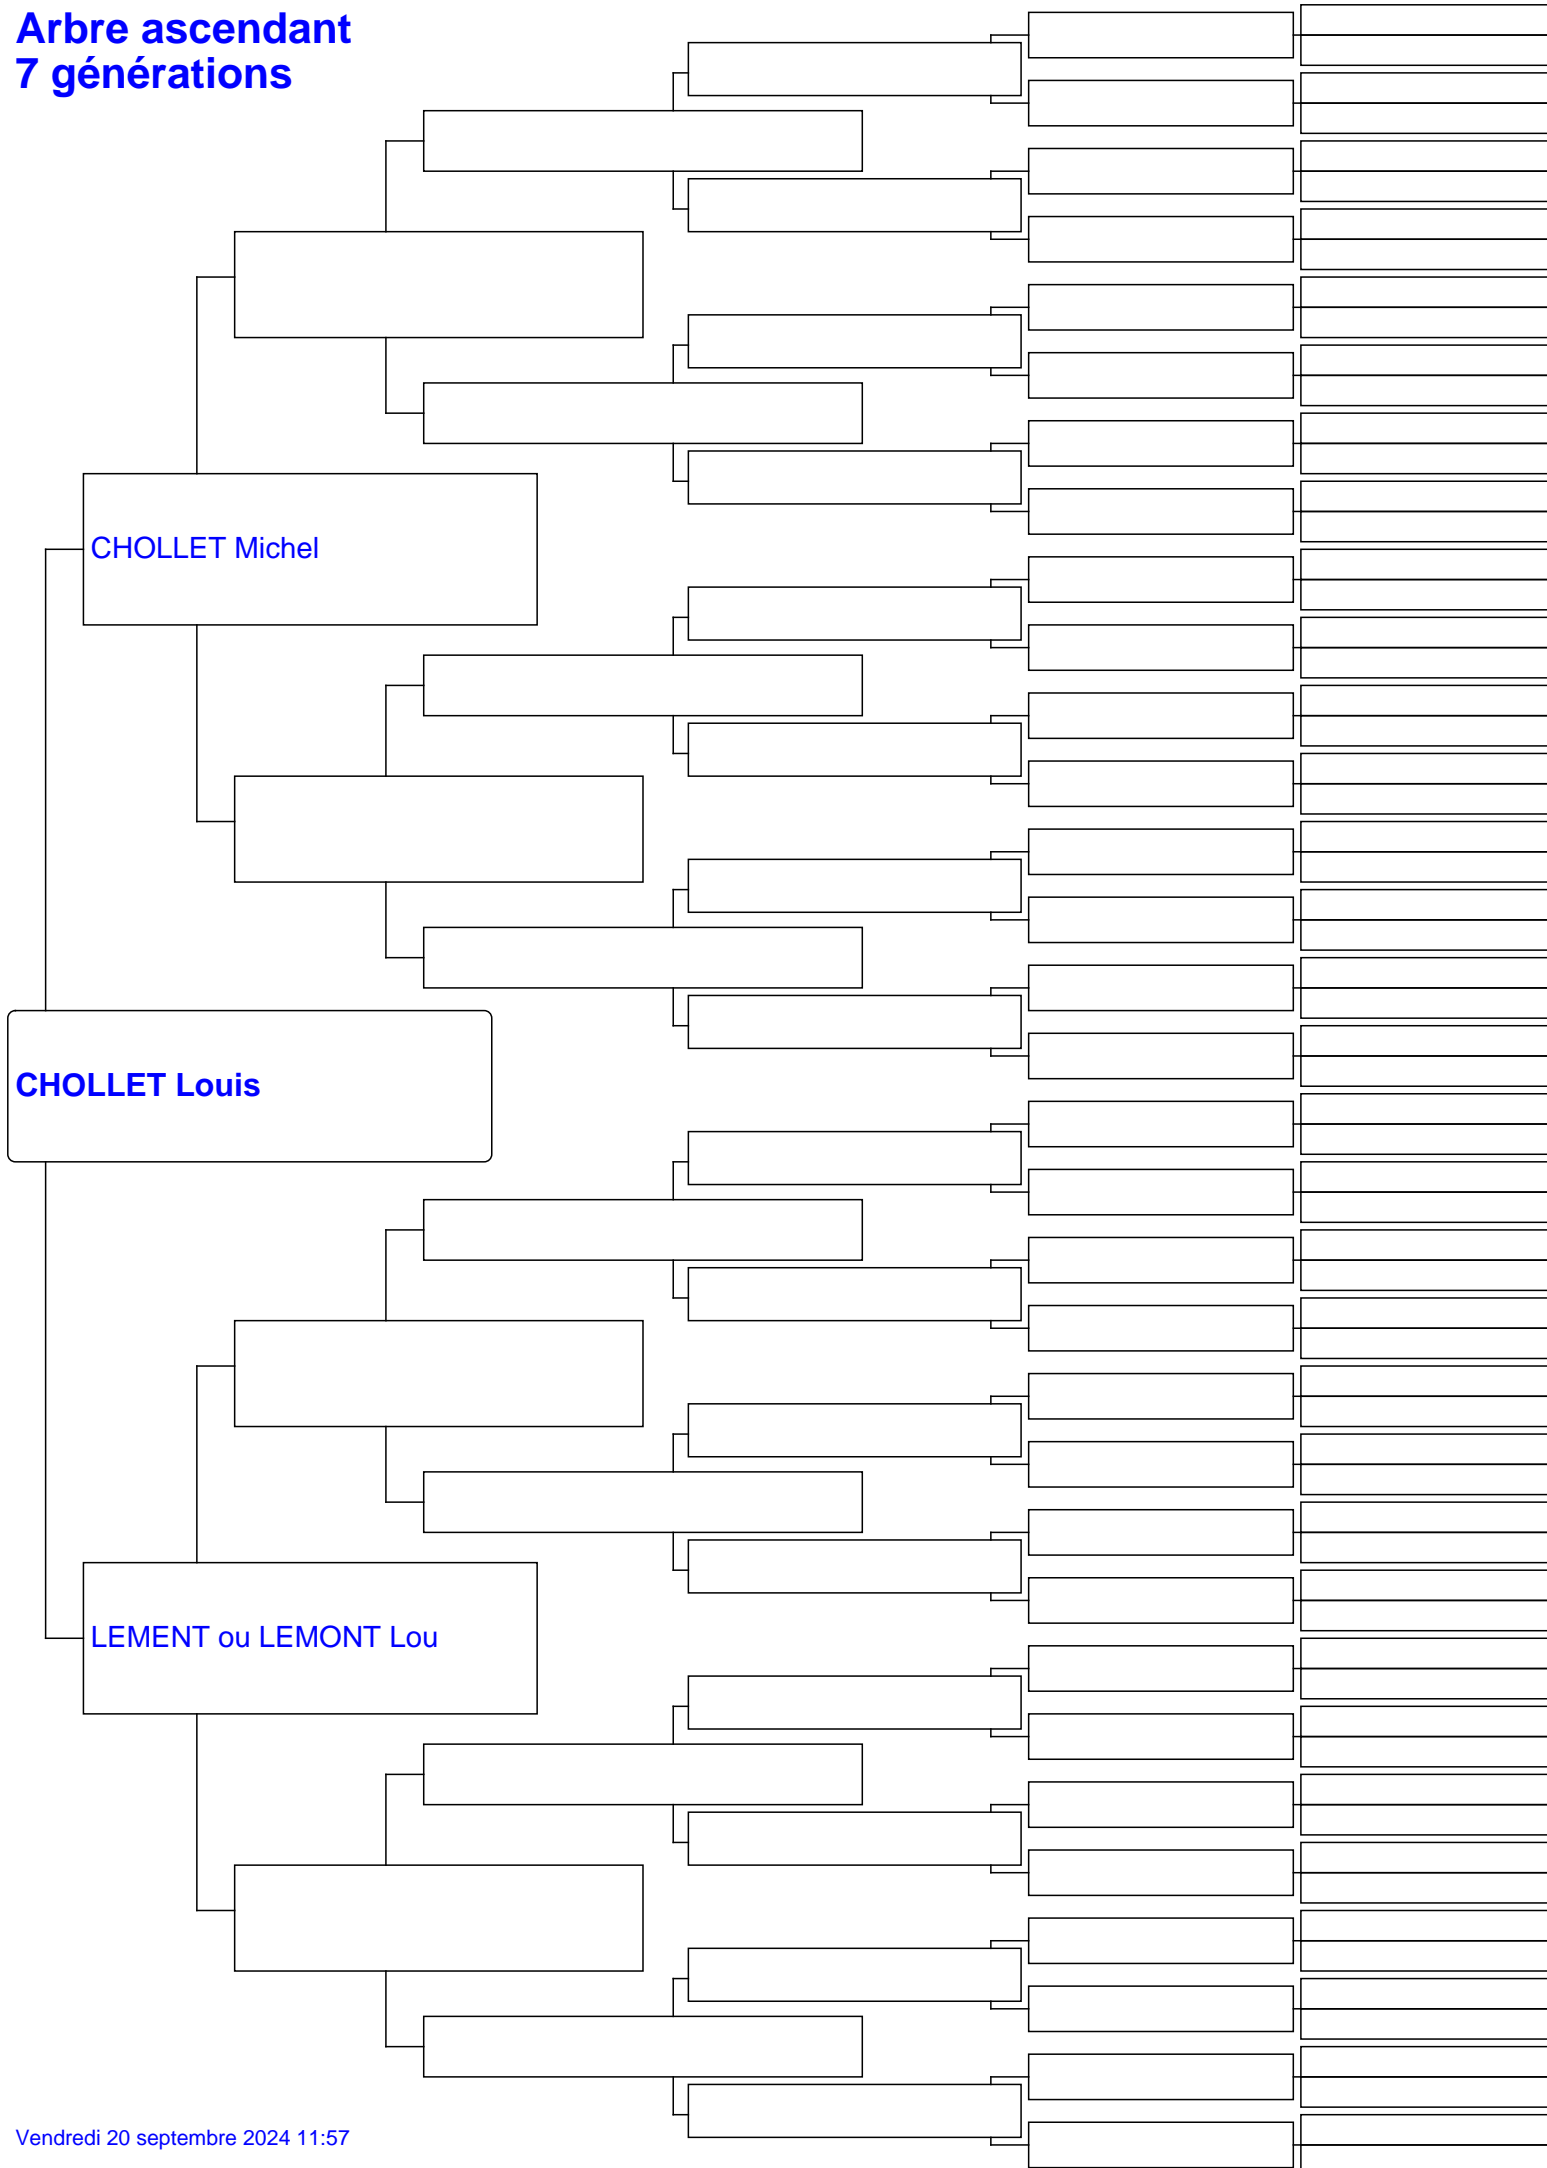 Arbre ascendant
7 générations
CHOLLET Michel
CHOLLET Louis
LEMENT ou LEMONT Lou
Vendredi 20 septembre 2024 11:57